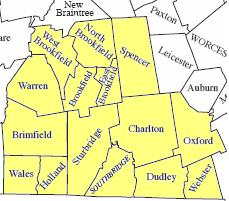 New
Braintree
Paxton
WORCES
are
West
Brookfield
North
Brookfield
Spencer
Leicester
Warren
Brookfield
East
Brookfield
Auburn
Brimfield
Sturbridge
Charlton
Oxford
Wales
Holland
SOUTHBRIDGE
Dudley
Webster